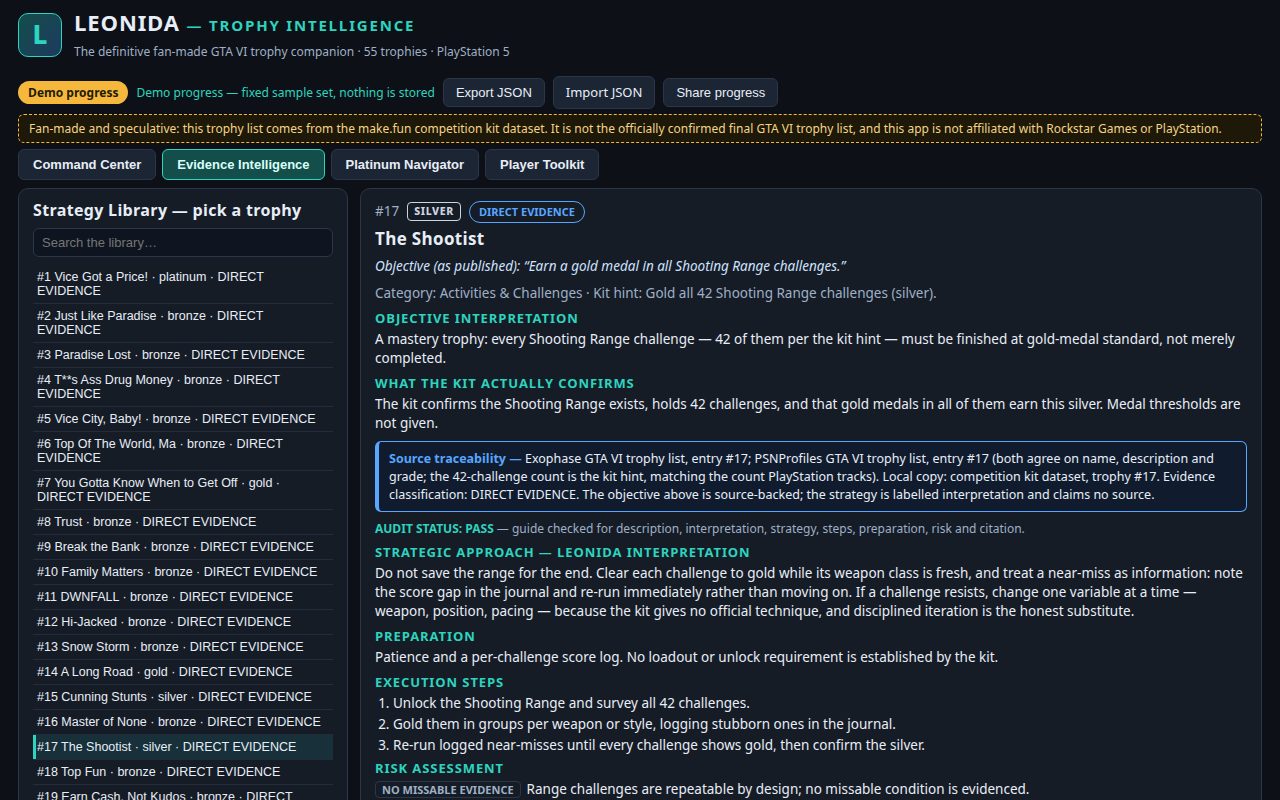 L
LEONIDA — TROPHY INTELLIGENCE
The definitive fan-made GTA VI trophy companion · 55 trophies · PlayStation 5
Demo progress
Demo progress — fixed sample set, nothing is stored
Export JSON
Import JSON
Share progress
Fan-made and speculative: this trophy list comes from the make.fun competition kit dataset. It is not the officially confirmed final GTA VI trophy list, and this app is not affiliated with Rockstar Games or PlayStation.
Command Center
Evidence Intelligence
Platinum Navigator
Player Toolkit
Strategy Library — pick a trophy
Search the library…
#1 Vice Got a Price! · platinum · DIRECT
EVIDENCE
#2 Just Like Paradise · bronze · DIRECT
EVIDENCE
#3 Paradise Lost · bronze · DIRECT EVIDENCE
#4 T**s Ass Drug Money · bronze · DIRECT
EVIDENCE
#5 Vice City, Baby! · bronze · DIRECT EVIDENCE
#6 Top Of The World, Ma · bronze · DIRECT
EVIDENCE
#7 You Gotta Know When to Get Off · gold ·
DIRECT EVIDENCE
#8 Trust · bronze · DIRECT EVIDENCE
#9 Break the Bank · bronze · DIRECT EVIDENCE
#10 Family Matters · bronze · DIRECT EVIDENCE
#11 DWNFALL · bronze · DIRECT EVIDENCE
#12 Hi-Jacked · bronze · DIRECT EVIDENCE
#13 Snow Storm · bronze · DIRECT EVIDENCE
#14 A Long Road · gold · DIRECT EVIDENCE
#15 Cunning Stunts · silver · DIRECT EVIDENCE
#16 Master of None · bronze · DIRECT EVIDENCE
#17 The Shootist · silver · DIRECT EVIDENCE
#18 Top Fun · bronze · DIRECT EVIDENCE
#19 Earn Cash, Not Kudos · bronze · DIRECT
#17 SILVER DIRECT EVIDENCE
The Shootist
Objective (as published): “Earn a gold medal in all Shooting Range challenges.”
Category: Activities & Challenges · Kit hint: Gold all 42 Shooting Range challenges (silver).
OBJECTIVE INTERPRETATION
A mastery trophy: every Shooting Range challenge — 42 of them per the kit hint — must be finished at gold-medal standard, not merely
completed.
WHAT THE KIT ACTUALLY CONFIRMS
The kit confirms the Shooting Range exists, holds 42 challenges, and that gold medals in all of them earn this silver. Medal thresholds are
not given.
Source traceability — Exophase GTA VI trophy list, entry #17; PSNProfiles GTA VI trophy list, entry #17 (both agree on name, description and
grade; the 42-challenge count is the kit hint, matching the count PlayStation tracks). Local copy: competition kit dataset, trophy #17. Evidence
classification: DIRECT EVIDENCE. The objective above is source-backed; the strategy is labelled interpretation and claims no source.
AUDIT STATUS: PASS — guide checked for description, interpretation, strategy, steps, preparation, risk and citation.
STRATEGIC APPROACH — LEONIDA INTERPRETATION
Do not save the range for the end. Clear each challenge to gold while its weapon class is fresh, and treat a near-miss as information: note
the score gap in the journal and re-run immediately rather than moving on. If a challenge resists, change one variable at a time —
weapon, position, pacing — because the kit gives no official technique, and disciplined iteration is the honest substitute.
PREPARATION
Patience and a per-challenge score log. No loadout or unlock requirement is established by the kit.
EXECUTION STEPS
1. Unlock the Shooting Range and survey all 42 challenges.
2. Gold them in groups per weapon or style, logging stubborn ones in the journal.
3. Re-run logged near-misses until every challenge shows gold, then confirm the silver.
RISK ASSESSMENT
NO MISSABLE EVIDENCE Range challenges are repeatable by design; no missable condition is evidenced.